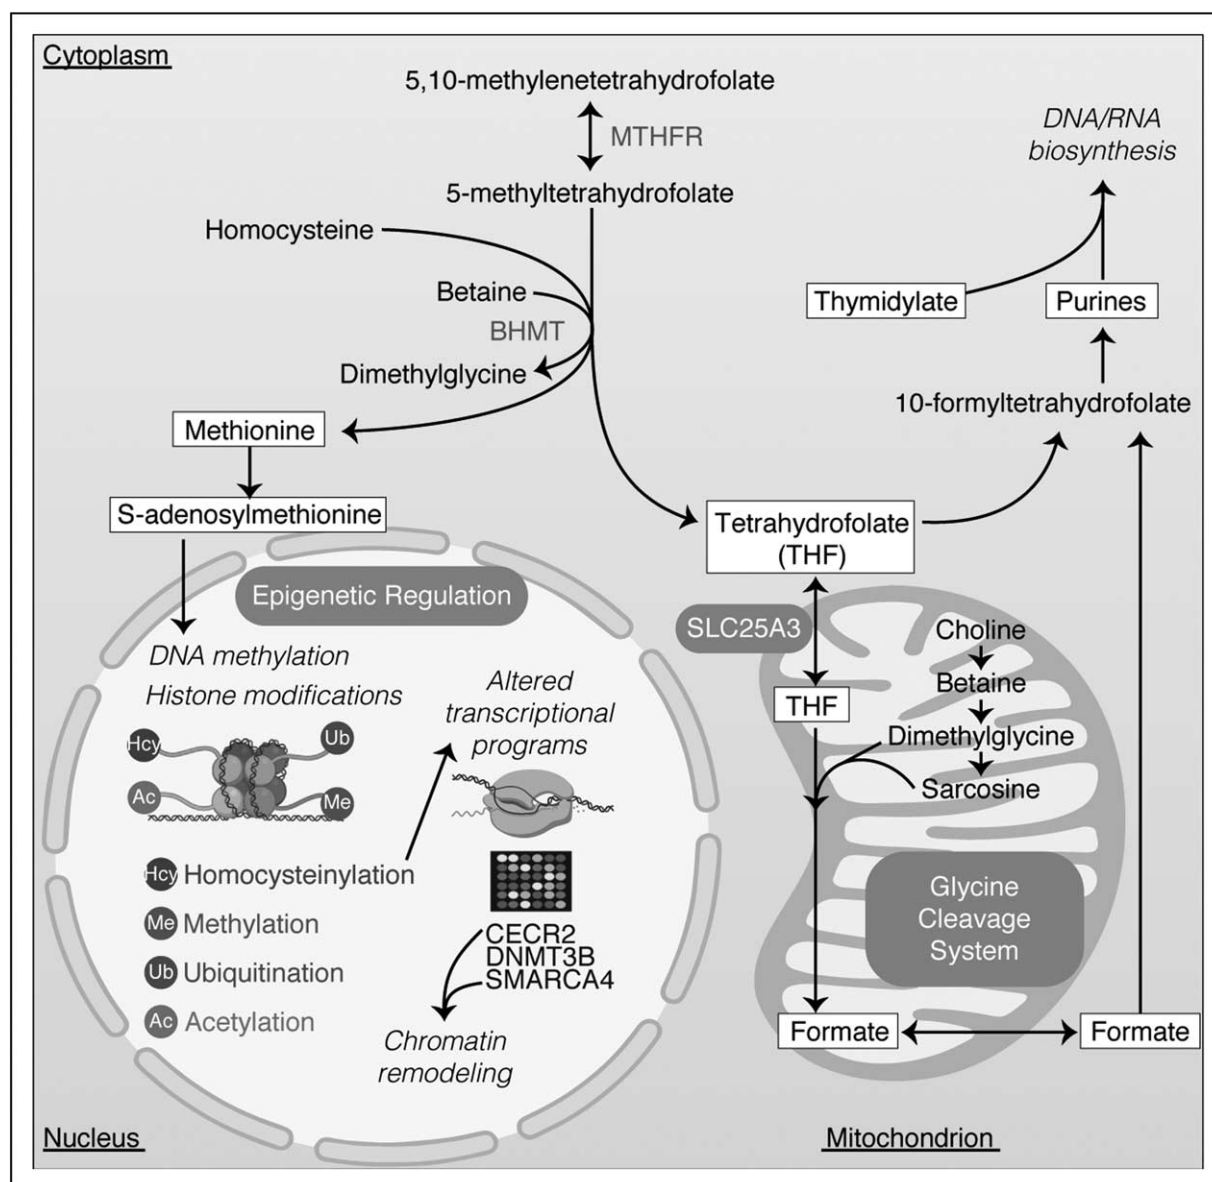 Cytoplasm
5,10-methylenetetrahydrofolate
MTHFR
5-methyltetrahydrofolate
Homocysteine
Betaine
BHMT
Dimethylglycine
Methionine
S-adenosylmethionine
DNA/RNA
biosynthesis
Thymidylate
Purines
10-formyltetrahydrofolate
Tetrahydrofolate
(THF)
SLC25A3
THF
Choline
Betaine
Dimethylglycine
Sarcosine
Glycine
Cleavage
System
Formate
Formate
Mitochondrion
Epigenetic Regulation
DNA methylation
Histone modifications
Hcy
Ub
Ac
Me
Altered
transcriptional
programs
Hcy Homocysteinylation
Me Methylation
Ub Ubiquitination
Ac Acetylation
CECR2
DNMT3B
SMARCA4
Chromatin
remodeling
Nucleus